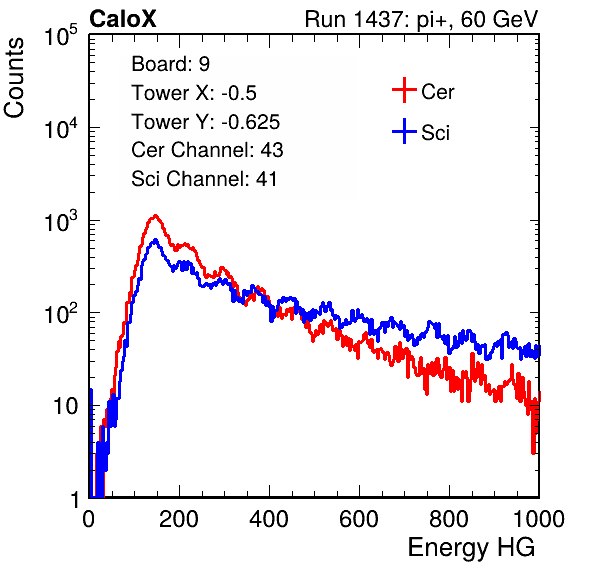 CaloX Run 1437: pi+, 60 GeV
Counts
10^5
10^4
10^3
10^2
10
1
Board: 9
Tower X: -0.5
Tower Y: -0.625
Cer Channel: 43
Sci Channel: 41
Cer
Sci
0 200 400 600 800 1000
Energy HG